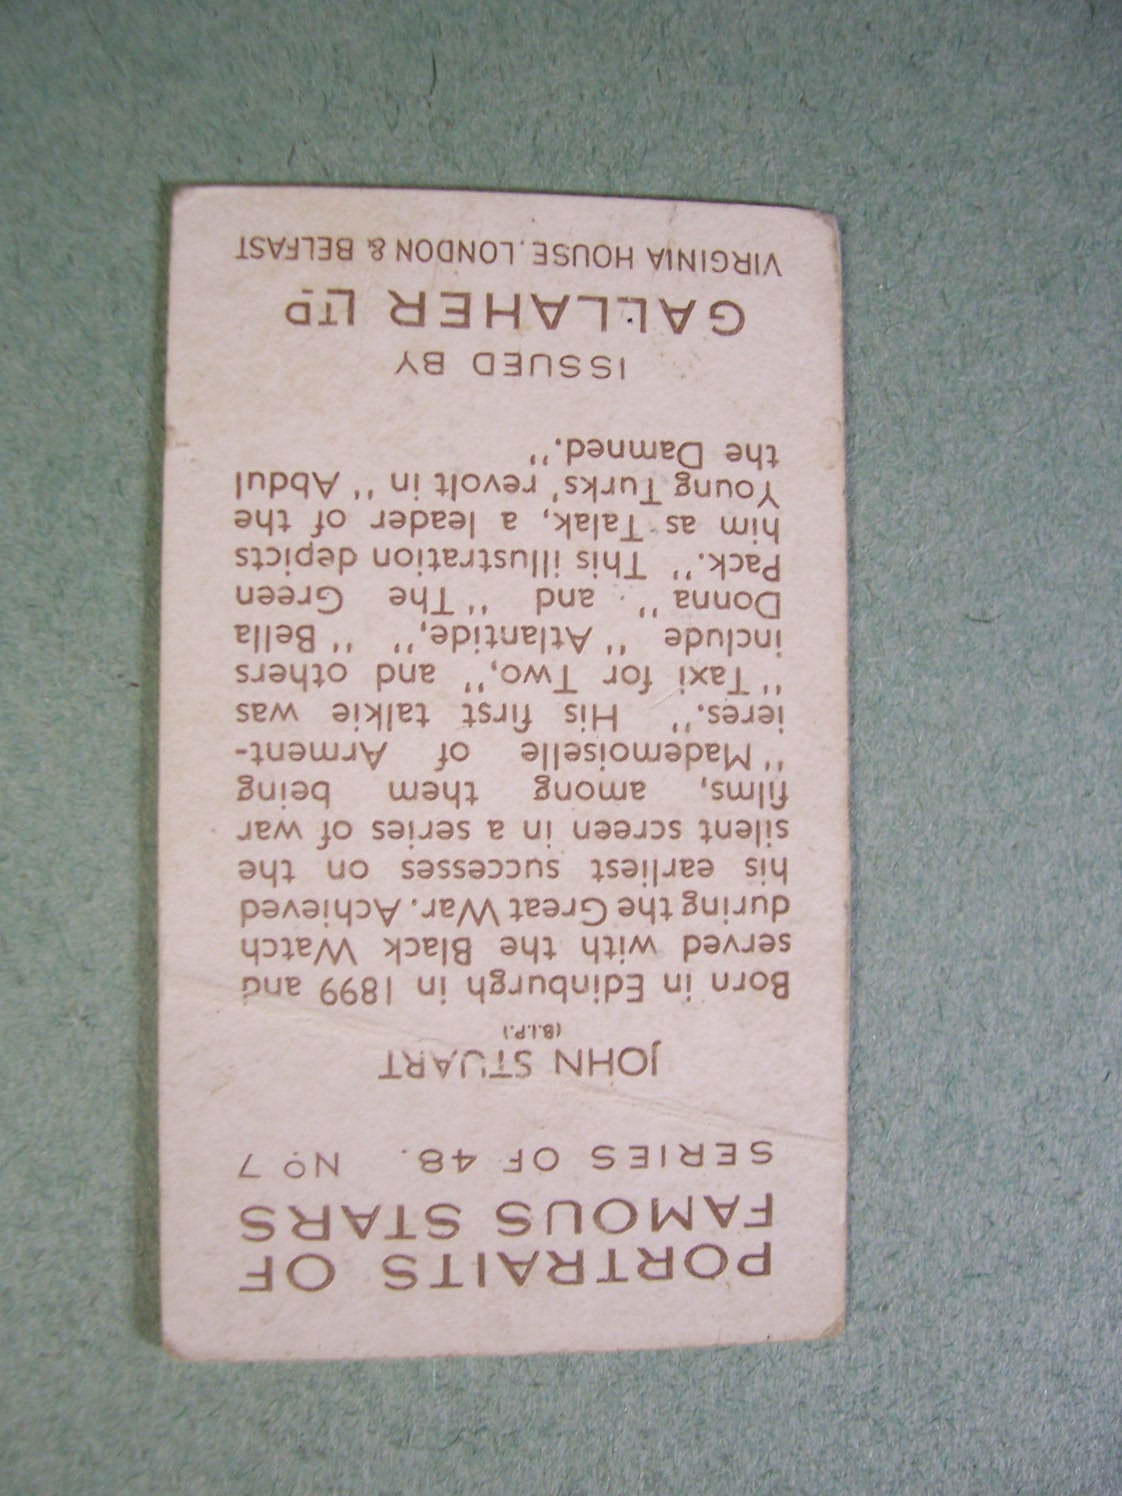 PORTRAITS OF
FAMOUS STARS
SERIES OF 48. No 7
JOHN STUART
(B.I.P.)
Born in Edinburgh in 1899 and
served with the Black Watch
during the Great War. Achieved
his earliest successes on the
silent screen in a series of war
films, among them being
"Mademoiselle of Arment-
ieres." His first talkie was
"Taxi for Two," and others
include "Atlantide," "Bella
Donna" and "The Green
Pack." This illustration depicts
him as Talak, a leader of the
Young Turks' revolt in "Abdul
the Damned."
ISSUED BY
GALLAHER LTD
VIRGINIA HOUSE, LONDON & BELFAST